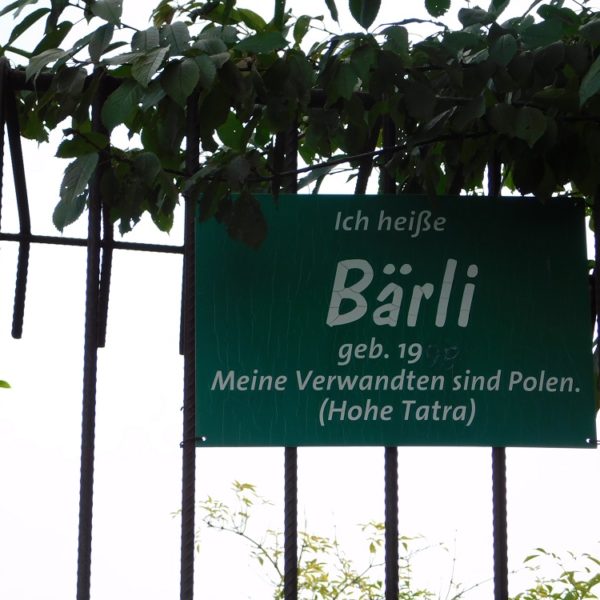 Ich heiße
Bärli
geb. 19
Meine Verwandten sind Polen.
(Hohe Tatra)